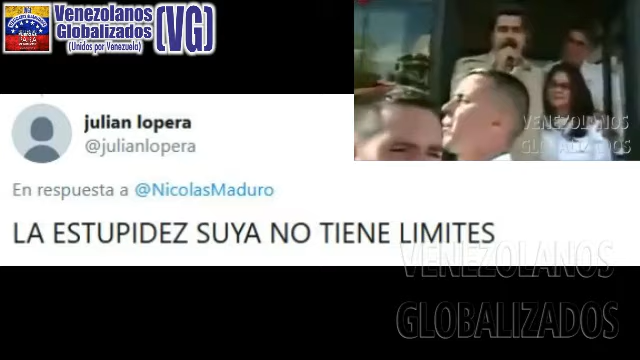 Venezolanos
Globalizados (VG)
(Unidos por Venezuela)
julian lopera
@julianlopera
En respuesta a @NicolasMaduro
LA ESTUPIDEZ SUYA NO TIENE LIMITES
VENEZOLANOS
GLOBALIZADOS
VENEZOLANOS
GLOBALIZADOS